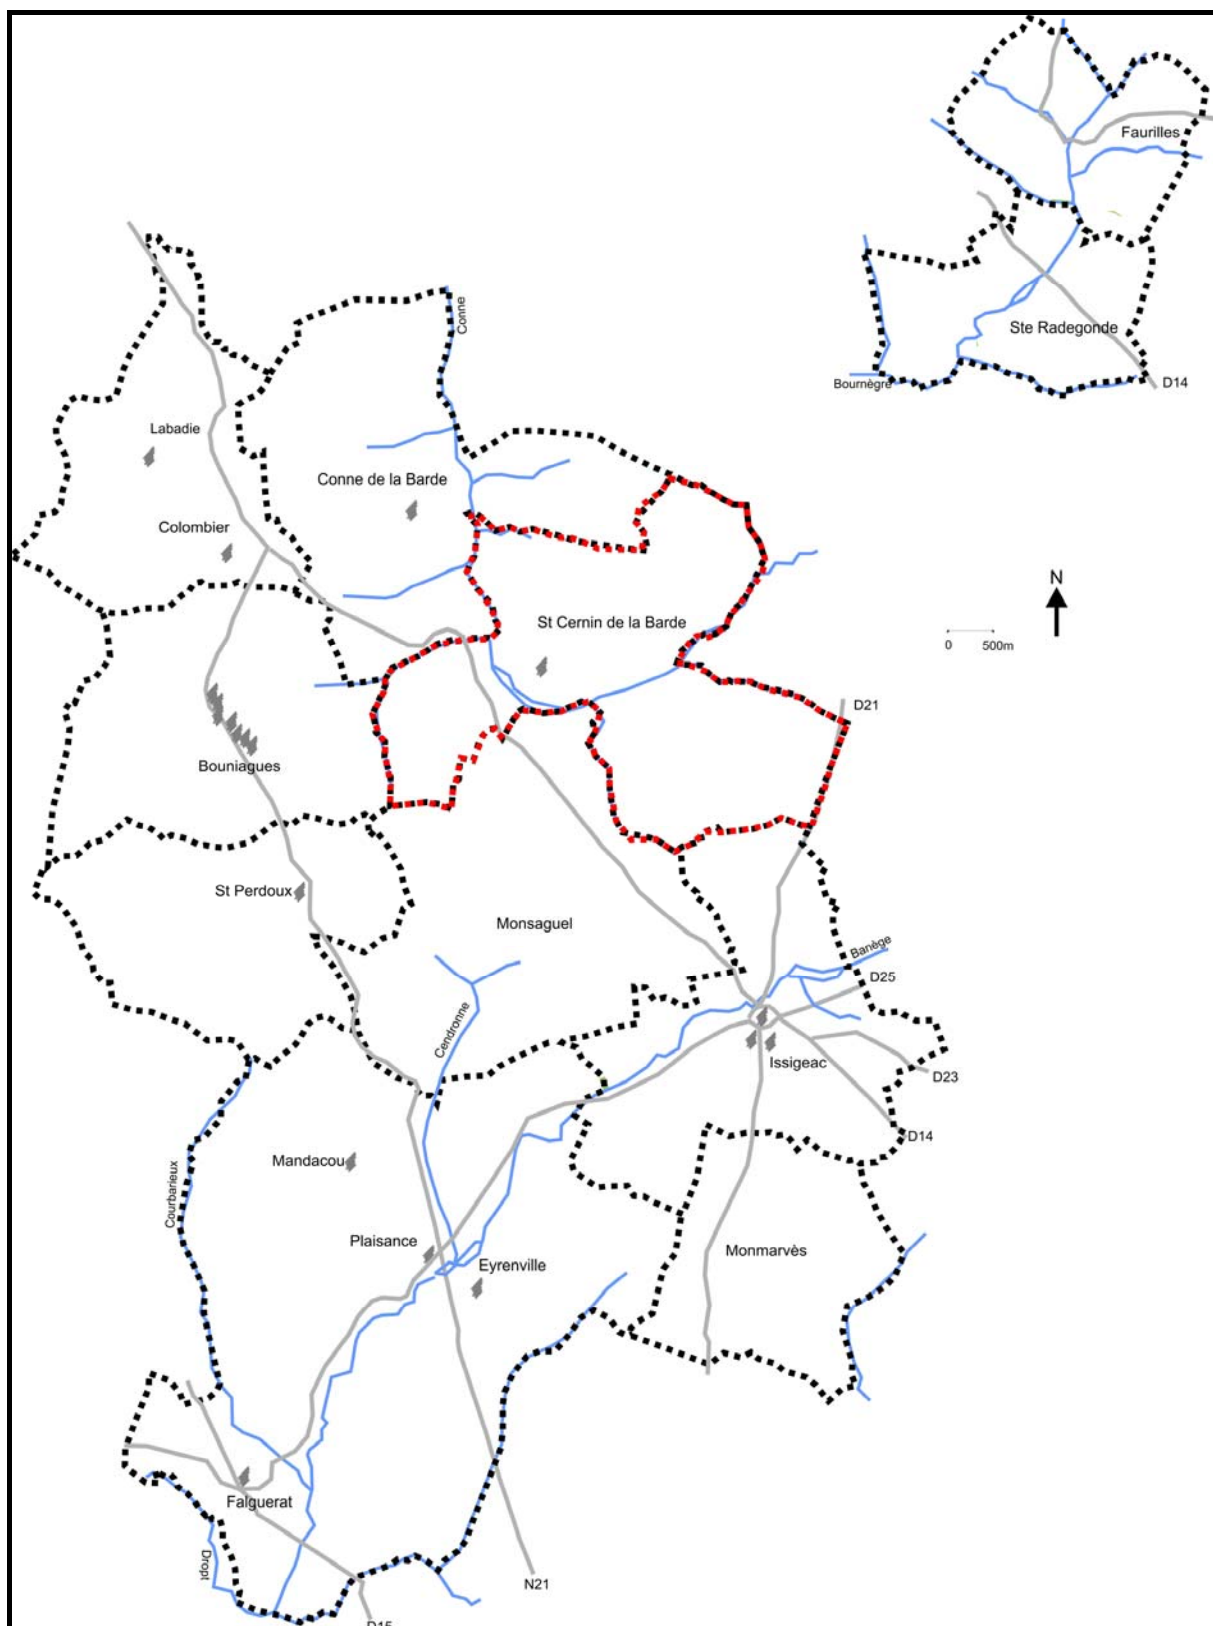 Faurilles
Ste Radegonde
Bournègre
D14
Conne
Labadie
Conne de la Barde
Colombier
N
0 500m
St Cernin de la Barde
D21
Bouniagues
St Perdoux
Monsaguel
Banège
D25
Cendronne
Issigeac
D23
D14
Mandacou
Courbarieux
Plaisance
Eyrenville
Monmarvès
Falguerat
Dropt
N21
D15